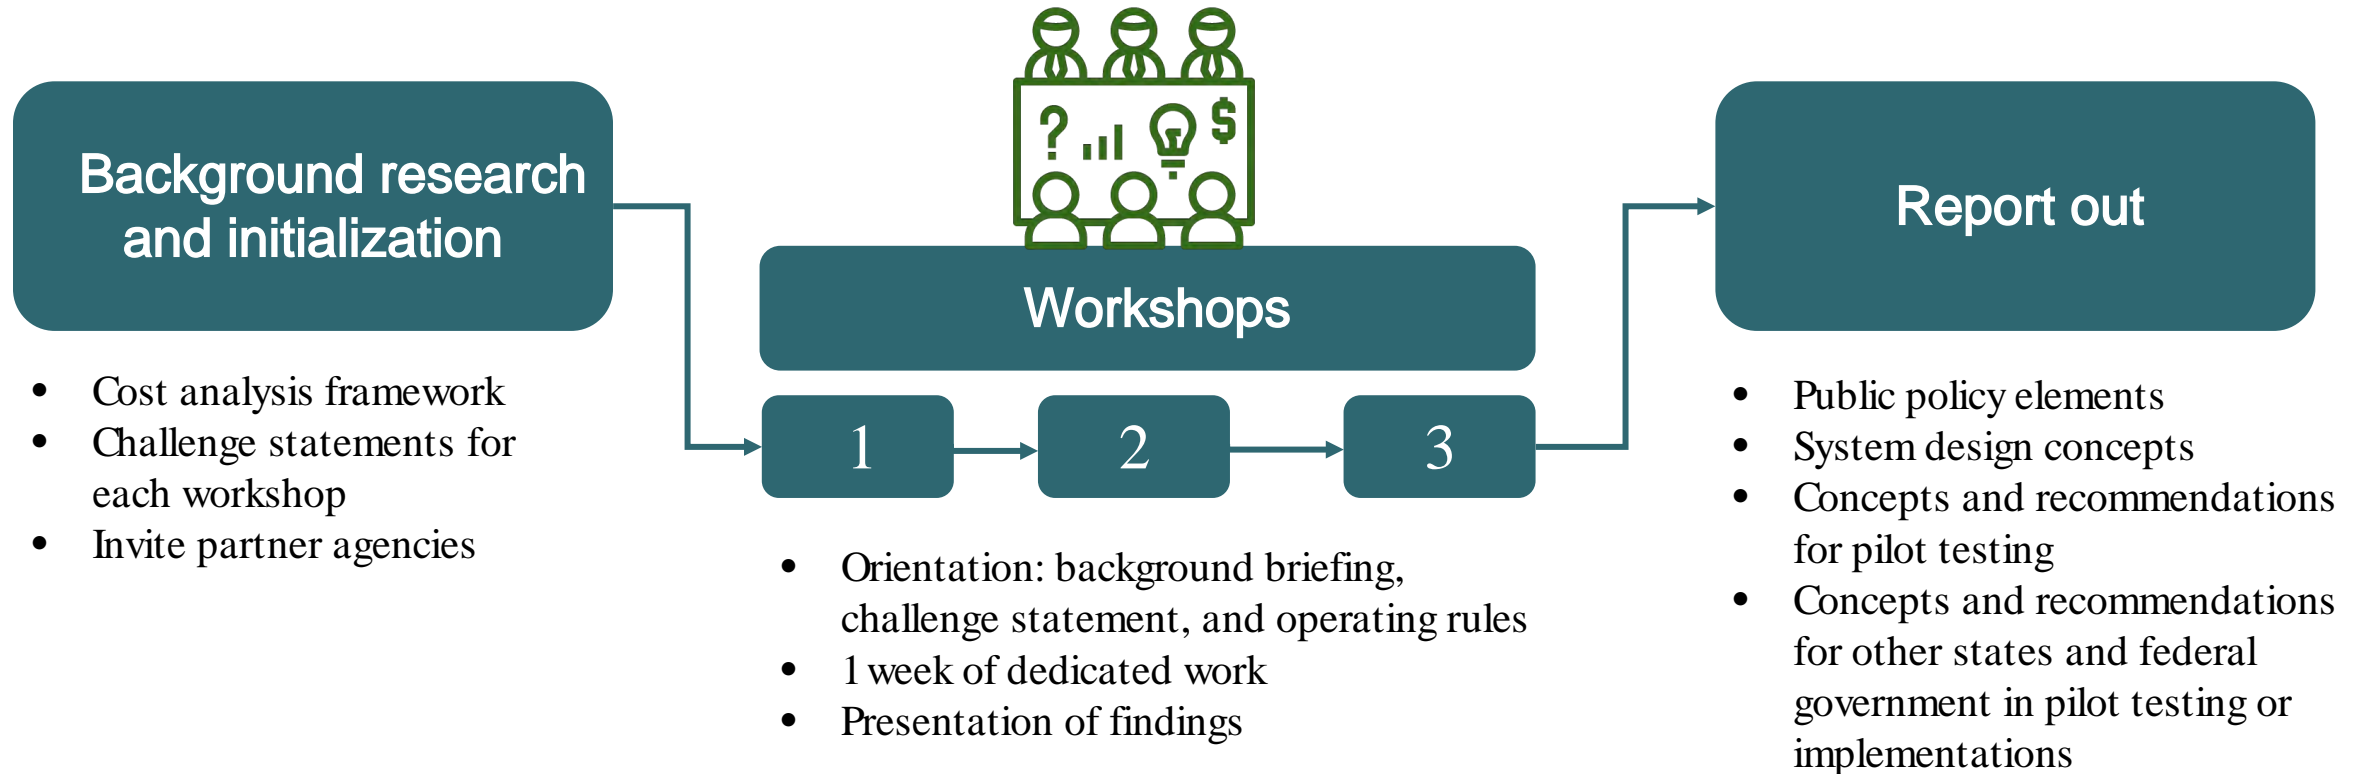 Background research
and initialization
• Cost analysis framework
• Challenge statements for
each workshop
• Invite partner agencies
? $
Workshops
1 2 3
• Orientation: background briefing,
challenge statement, and operating rules
• 1 week of dedicated work
• Presentation of findings
Report out
• Public policy elements
• System design concepts
• Concepts and recommendations
for pilot testing
• Concepts and recommendations
for other states and federal
government in pilot testing or
implementations